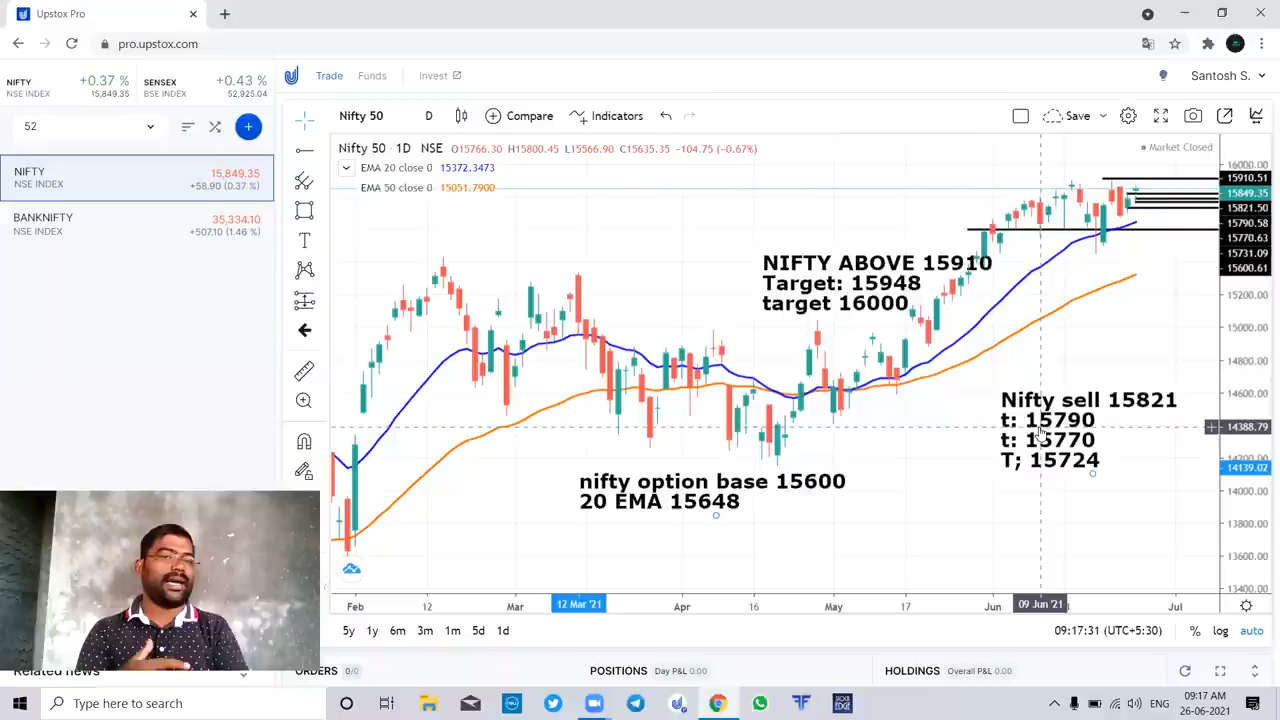 Upstox Pro
pro.upstox.com
NIFTY
+0.37 %
NSE INDEX
15,849.35
SENSEX
+0.43 %
BSE INDEX
52,925.04
Trade
Funds
Invest
Santosh S.
52
Nifty 50
D
Compare
Indicators
Save
NIFTY
15,849.35
NSE INDEX
+58.90 (0.37 %)
BANKNIFTY
35,334.10
NSE INDEX
+507.10 (1.46 %)
Nifty 50 · 1D NSE O15766.30 H15800.45 L15566.90 C15635.35 -104.75 (-0.67%)
Market Closed
EMA 20 close 0 15372.3473
EMA 50 close 0 15051.7900
16000.00
15910.51
15849.35
15821.50
15790.58
15770.63
15731.09
15600.61
15200.00
15000.00
14800.00
14600.00
14388.79
14200.00
14139.02
14000.00
13800.00
13600.00
13400.00
NIFTY ABOVE 15910
Target: 15948
target 16000
Nifty sell 15821
t: 15790
t: 15770
T; 15724
nifty option base 15600
20 EMA 15648
Feb
12
Mar
12 Mar '21
Apr
16
May
17
Jun
09 Jun '21
Jul
5y 1y 6m 3m 1m 5d 1d
09:17:31 (UTC+5:30)
% log auto
Related news
ORDERS 0/0
POSITIONS Day P&L 0.00
HOLDINGS Overall P&L 0.00
Type here to search
DELL
STOCK EDGE
ENG
09:17 AM
26-06-2021